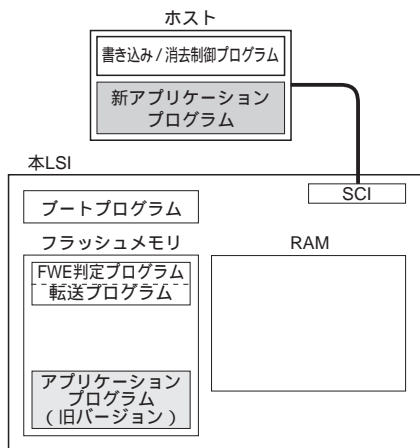 ホスト
書き込み / 消去制御プログラム
新アプリケーション
プログラム
本LSI
SCI
ブートプログラム
フラッシュメモリ
RAM
FWE判定プログラム
転送プログラム
アプリケーション
プログラム
（旧バージョン）